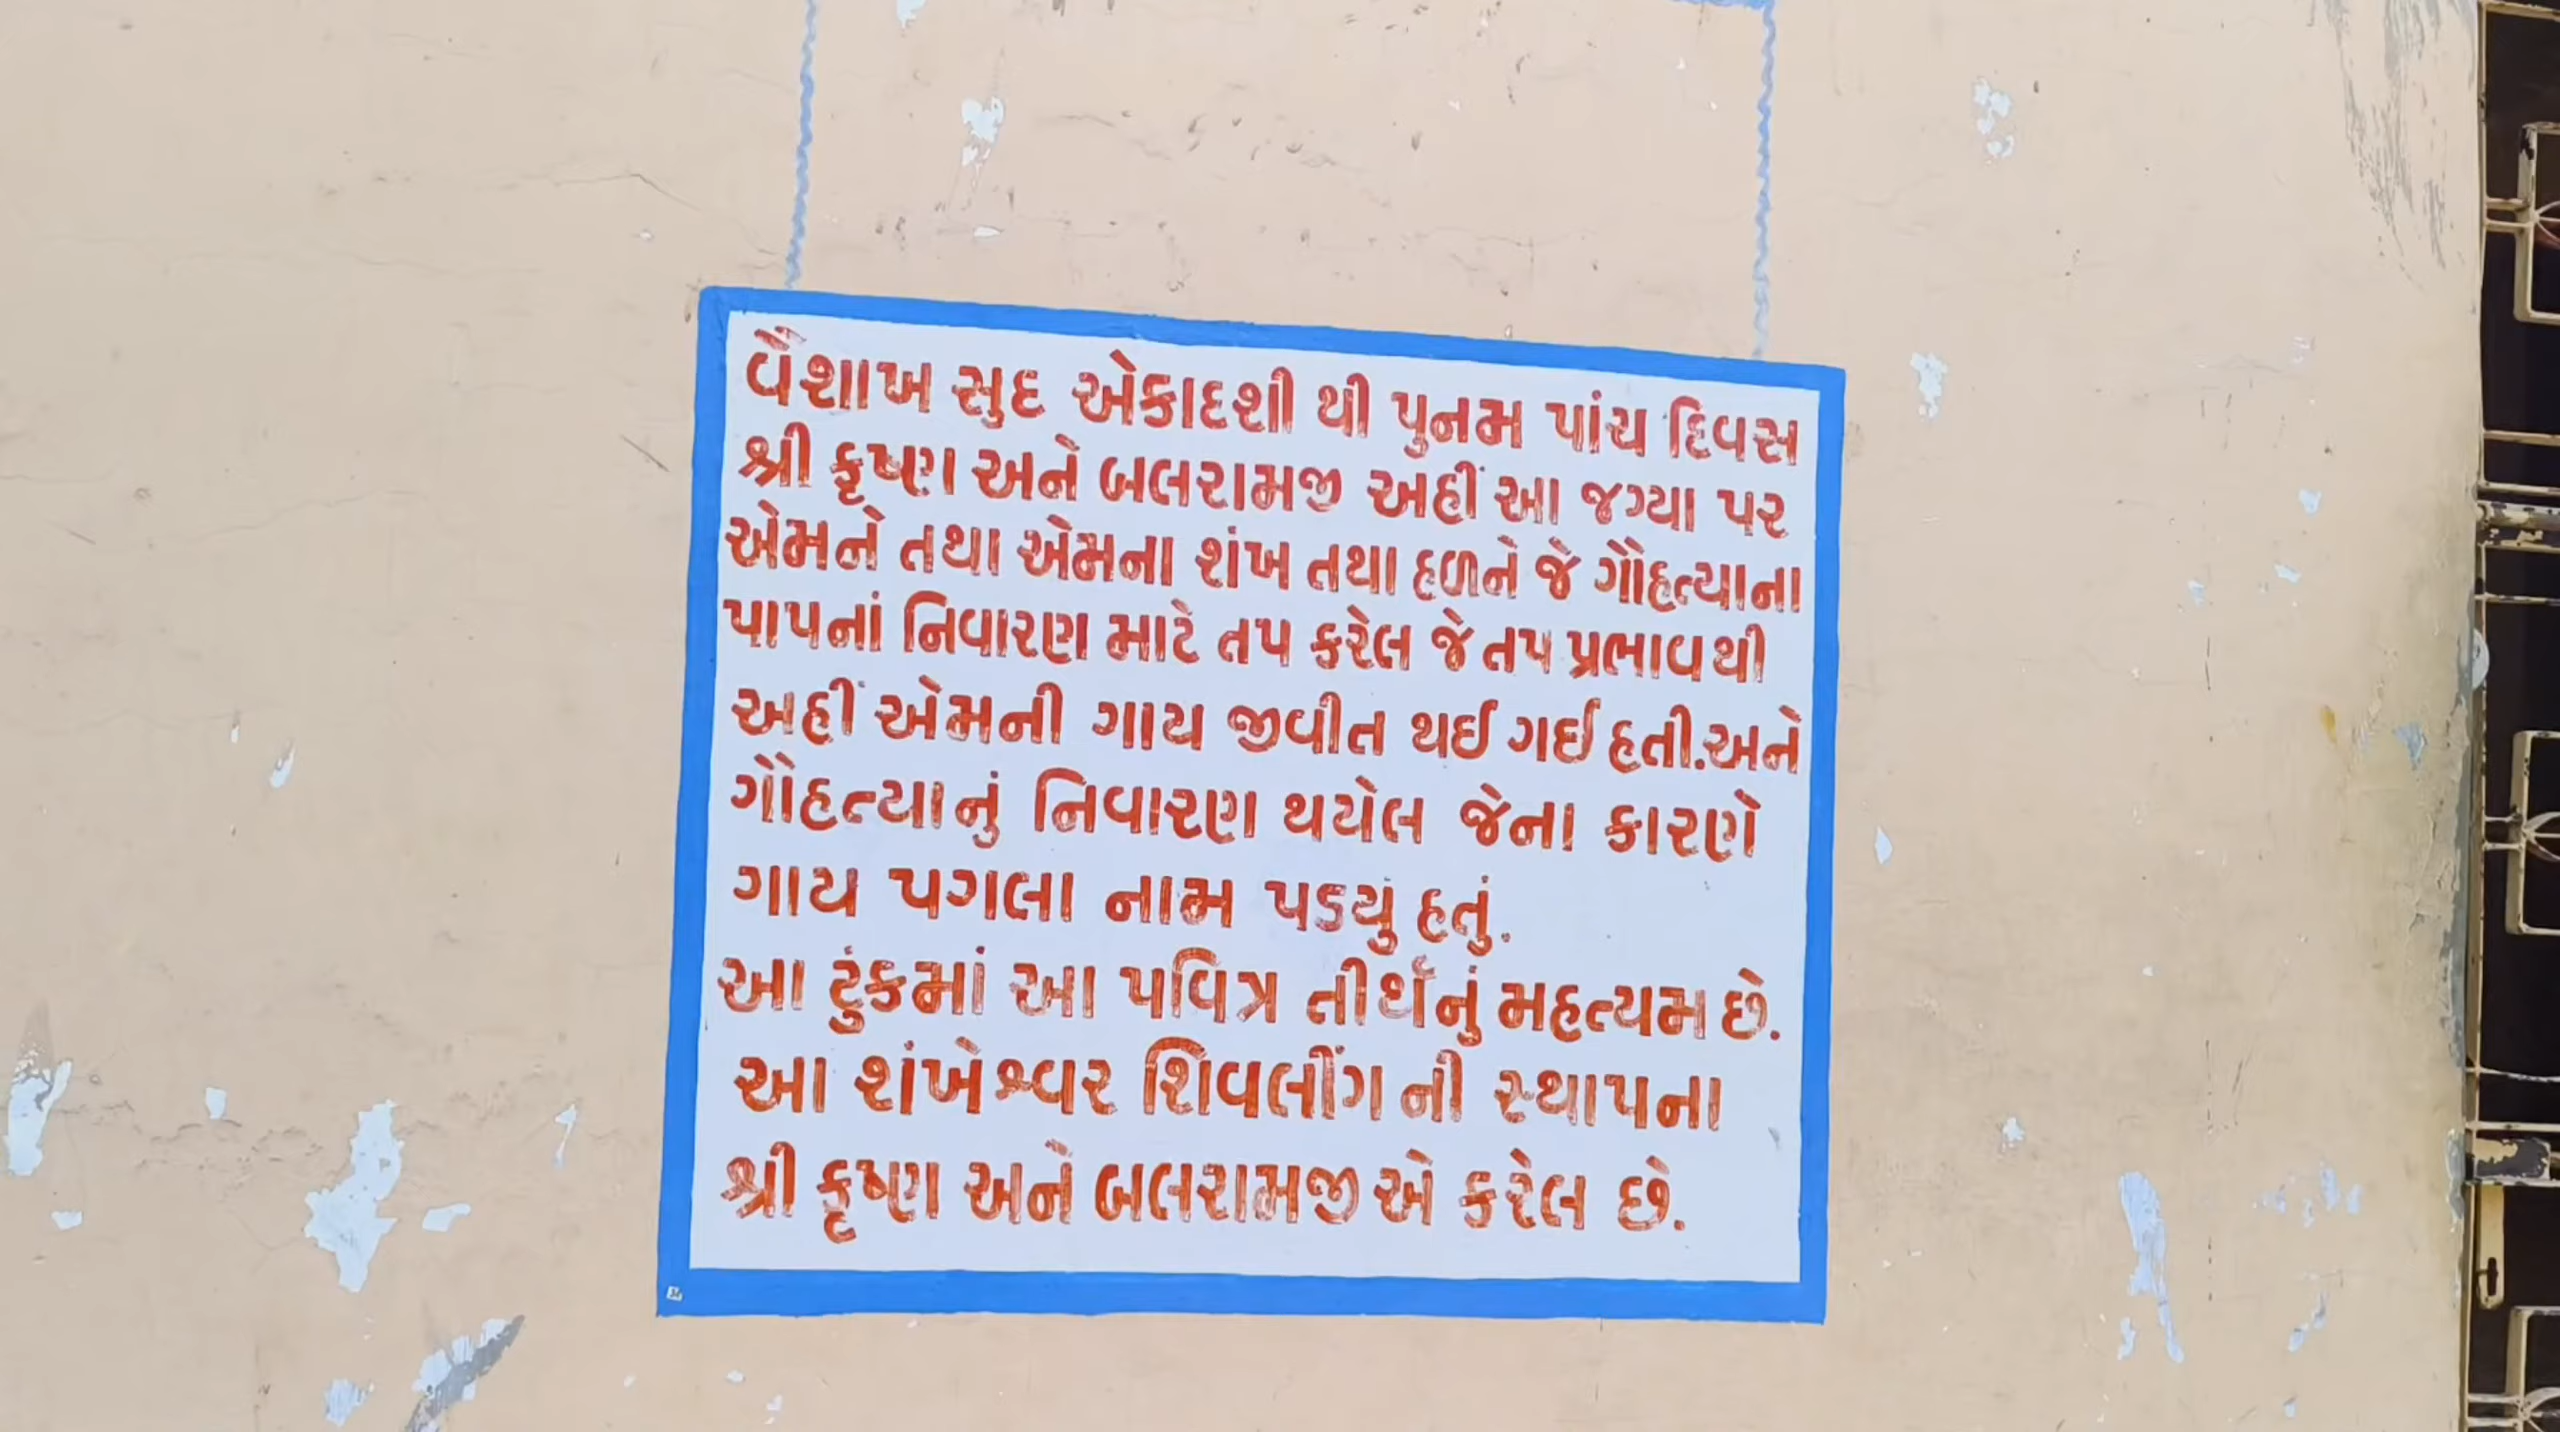 વૈશાખ સુદ એકાદશી થી પુનમ પાંચ દિવસ
શ્રી કૃષ્ણ અને બલરામજી અહીં આ જગ્યા પર
એમને તથા એમના શંખ તથા હળને જે ગૌહત્યાના
પાપનાં નિવારણ માટે તપ કરેલ જે તપ પ્રભાવથી
અહીં એમની ગાય જીવીત થઈ ગઈ હતી.અને
ગૌહત્યાનું નિવારણ થયેલ જેના કારણે
ગાય પગલા નામ પડયું હતું.
આ ટુંકમાં આ પવિત્ર તીર્થનું મહત્યમ છે.
આ શંખેશ્વર શિવલીંગ ની સ્થાપના
શ્રી કૃષ્ણ અને બલરામજી એ કરેલ છે.